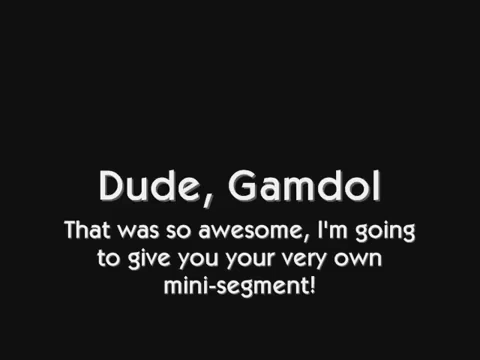 Dude, Gamdol
That was so awesome, I'm going
to give you your very own
mini-segment!